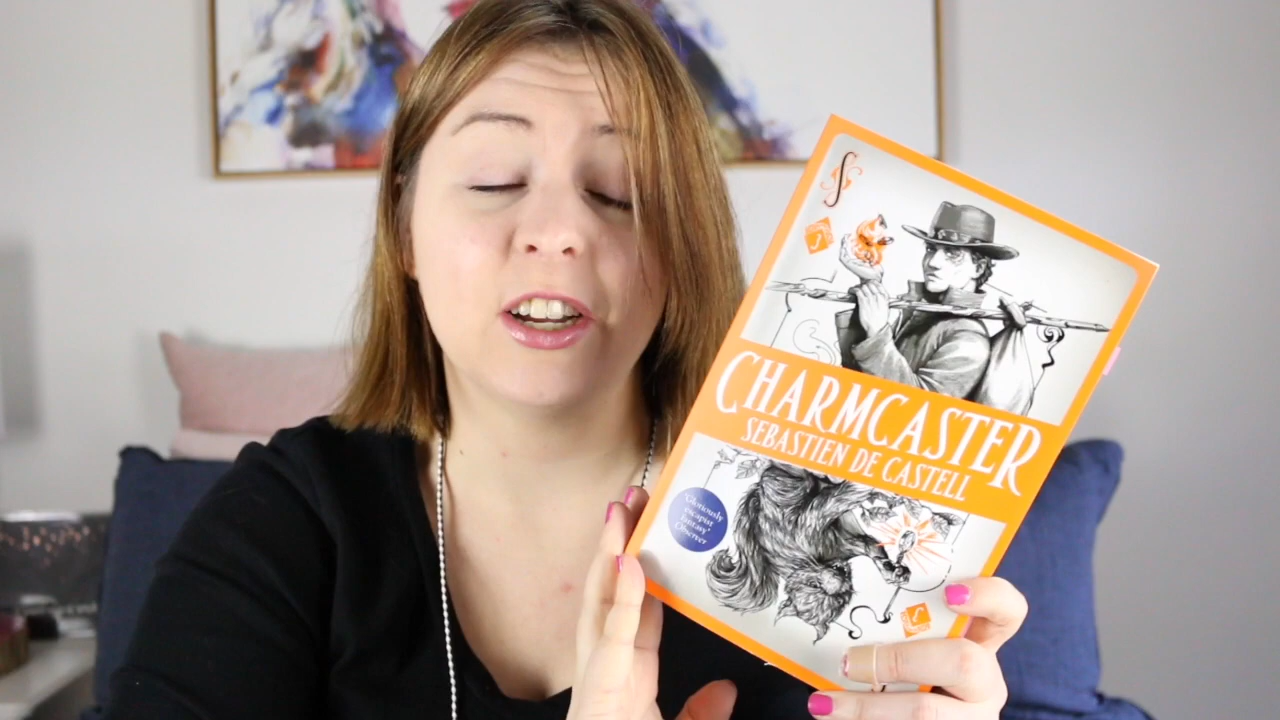 CHARMCASTER
SEBASTIEN DE CASTELL
'Gloriously
escapist
fantasy'
Observer